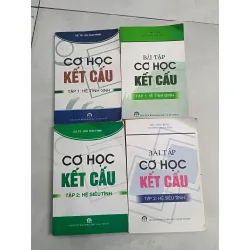 CƠ HỌC
KẾT CẤU
TẬP 1: HỆ TĨNH ĐỊNH
BÀI TẬP
CƠ HỌC
KẾT CẤU
TẬP 1: HỆ TĨNH ĐỊNH
CƠ HỌC
KẾT CẤU
TẬP 2: HỆ SIÊU TĨNH
BÀI TẬP
CƠ HỌC
KẾT CẤU
TẬP 2: HỆ SIÊU TĨNH